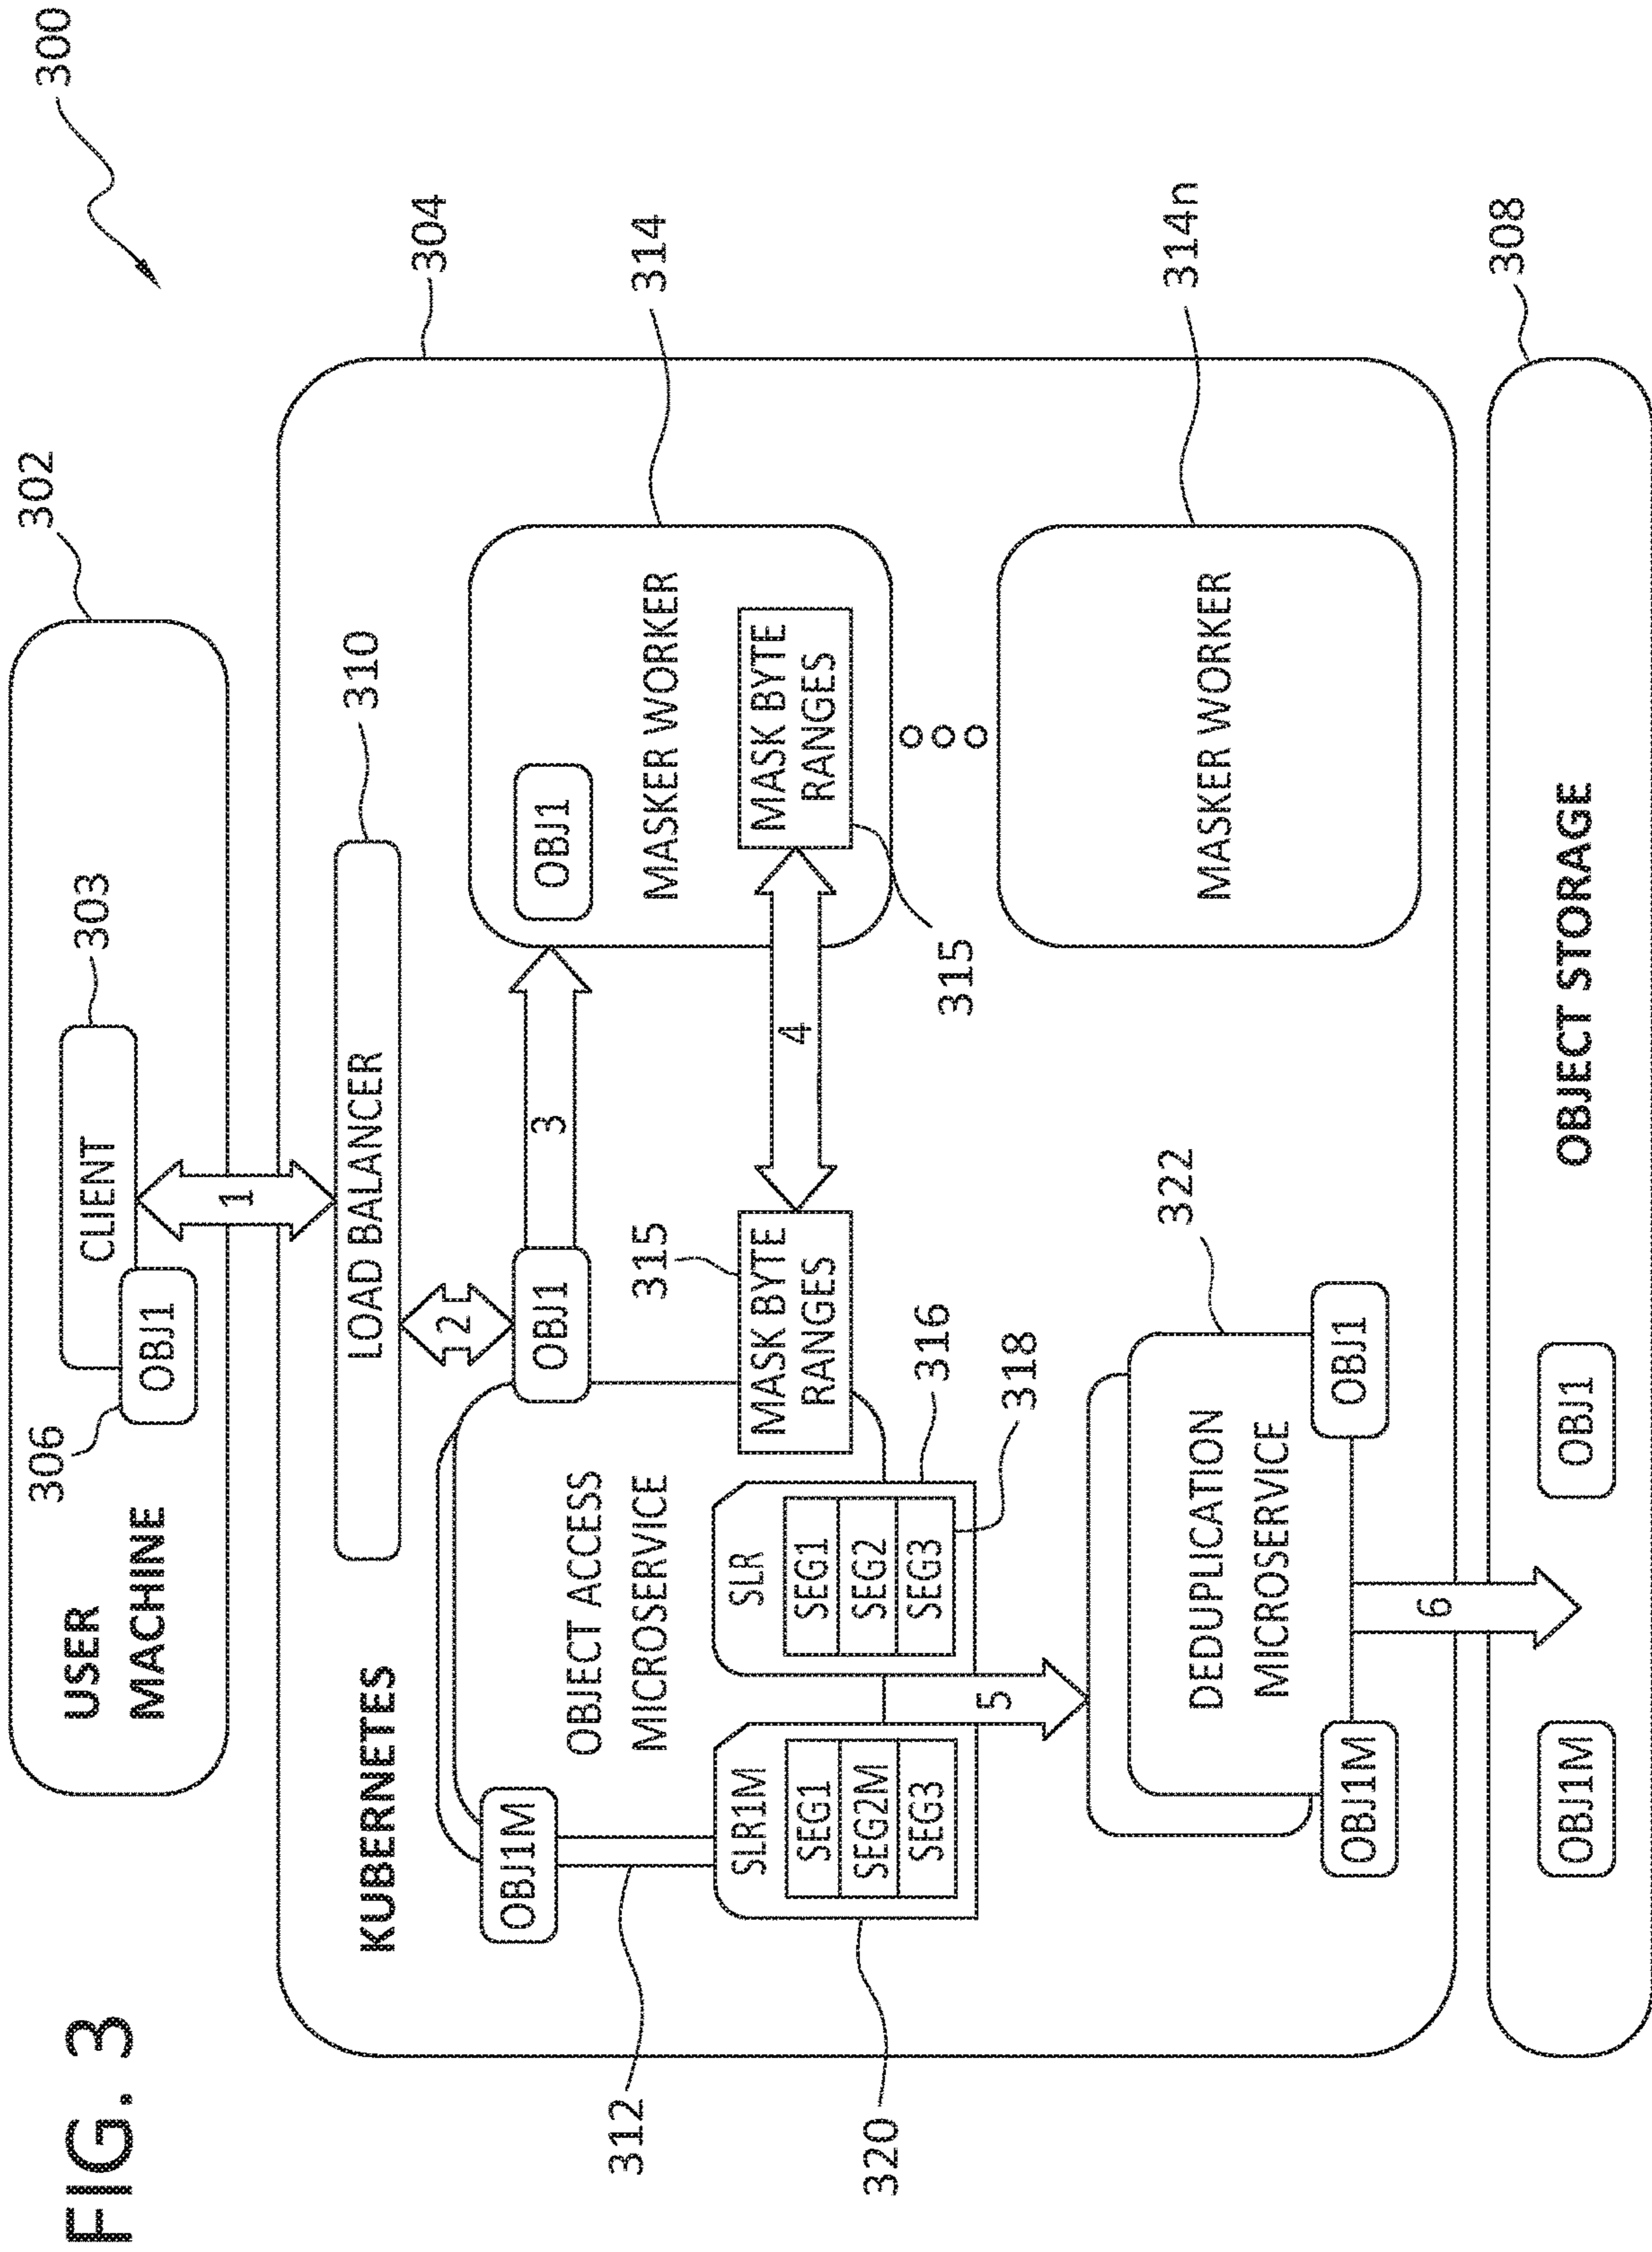 FIG. 3
300
302
USER
MACHINE
306
OBJ1
CLIENT
303
1
304
KUBERNETES
LOAD BALANCER
310
2
OBJ1M
OBJECT ACCESS
MICROSERVICE
OBJ1
3
OBJ1
MASKER WORKER
314
312
SLR1M
SEG1
SEG2M
SEG3
320
SLR
SEG1
SEG2
SEG3
316
318
MASK BYTE
RANGES
315
4
MASK BYTE
RANGES
315
5
DEDUPLICATION
MICROSERVICE
322
OBJ1M
OBJ1
MASKER WORKER
314n
6
OBJ1M
OBJ1
OBJECT STORAGE
308